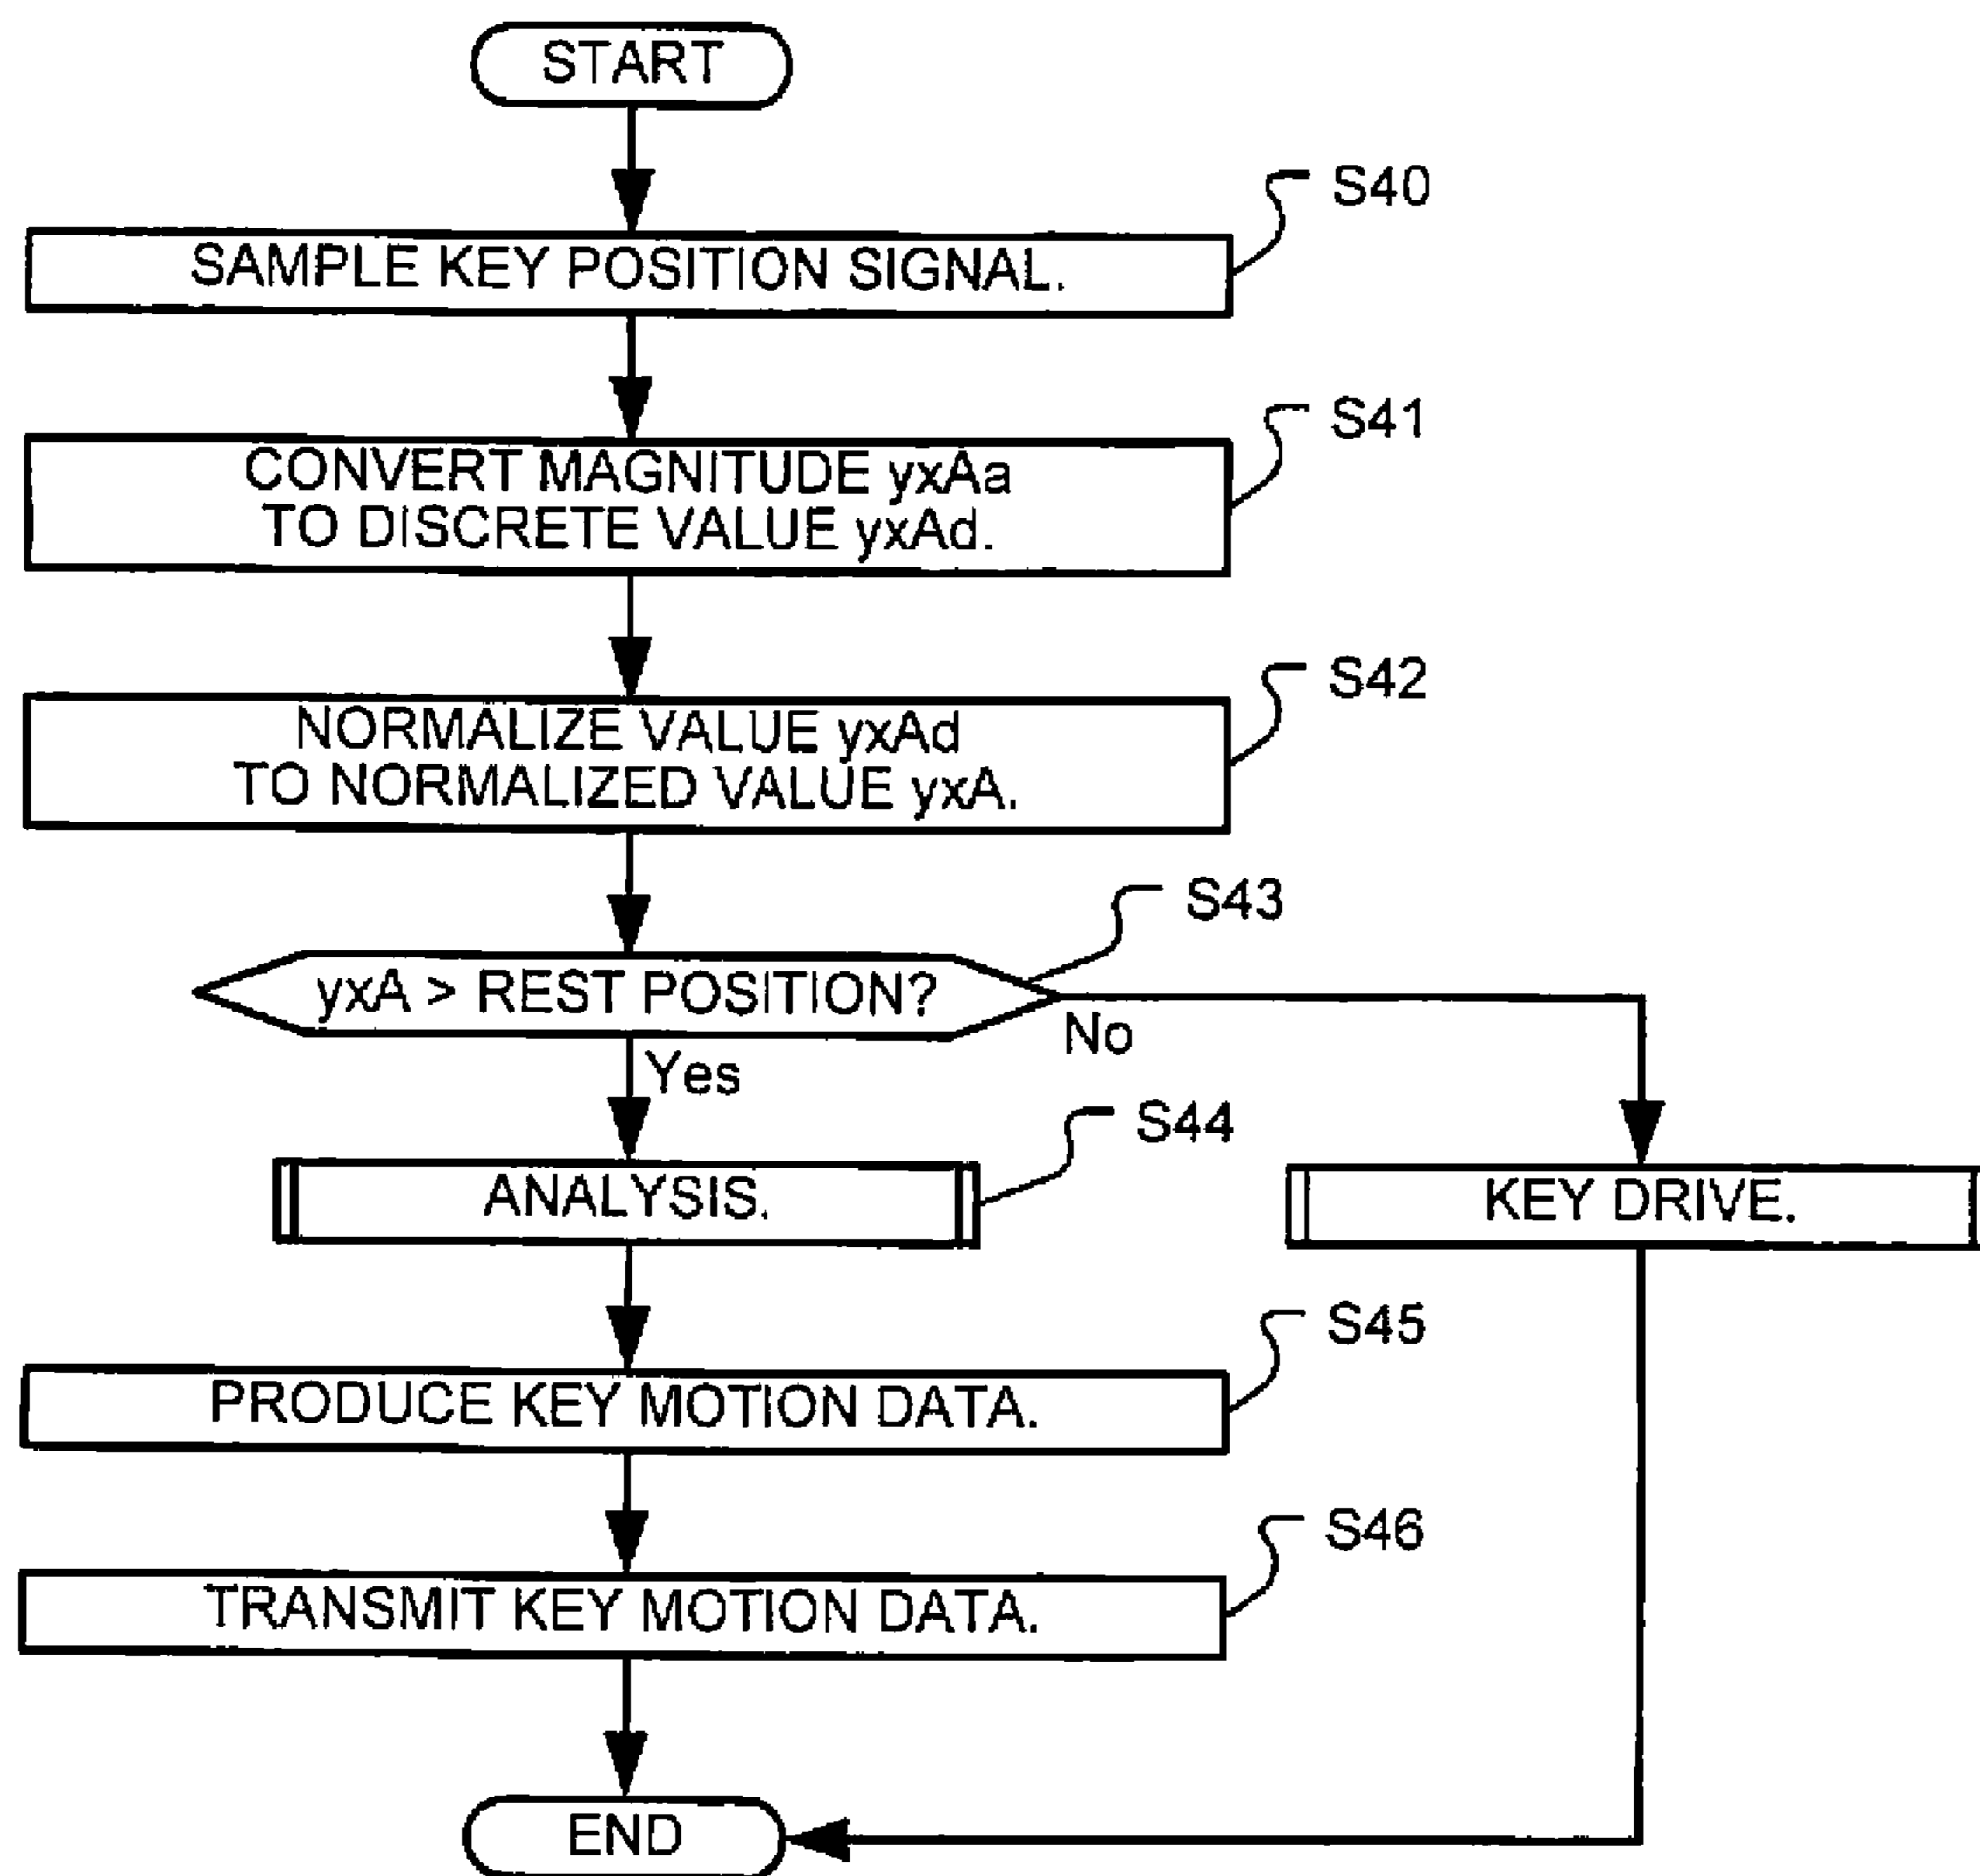 START
S40
SAMPLE KEY POSITION SIGNAL.
S41
CONVERT MAGNITUDE yxAa
TO DISCRETE VALUE yxAd.
S42
NORMALIZE VALUE yxAd
TO NORMALIZED VALUE yxA.
S43
yxA > REST POSITION?
No
Yes
S44
ANALYSIS.
KEY DRIVE.
S45
PRODUCE KEY MOTION DATA.
S46
TRANSMIT KEY MOTION DATA.
END